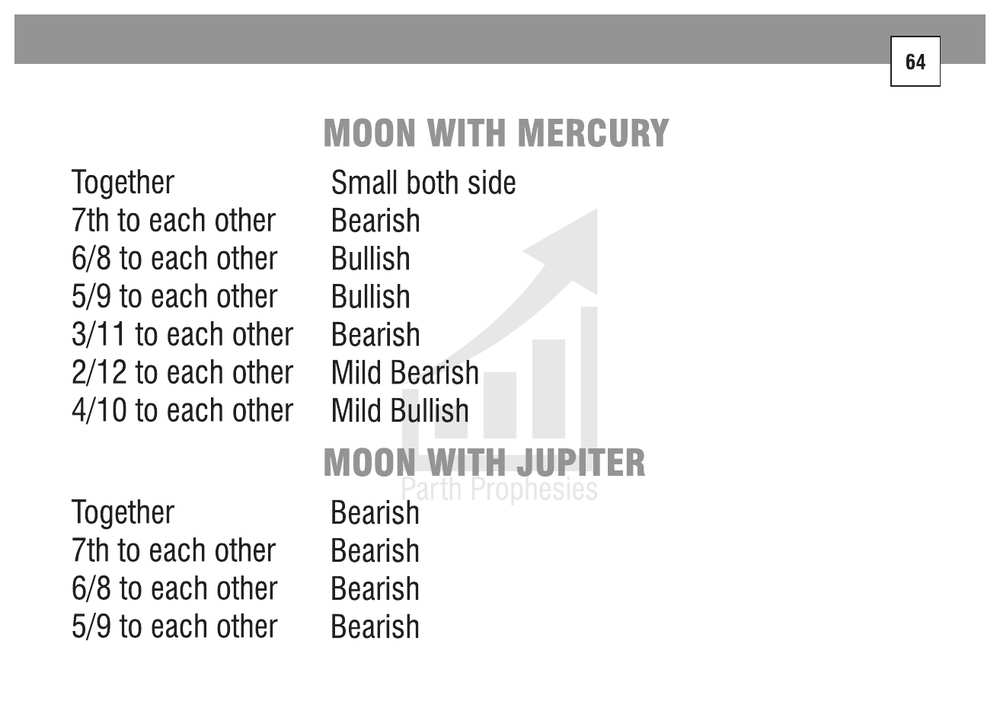 64
MOON WITH MERCURY
Together Small both side
7th to each other Bearish
6/8 to each other Bullish
5/9 to each other Bullish
3/11 to each other Bearish
2/12 to each other Mild Bearish
4/10 to each other Mild Bullish
MOON WITH JUPITER
Parth Prophesies
Together Bearish
7th to each other Bearish
6/8 to each other Bearish
5/9 to each other Bearish